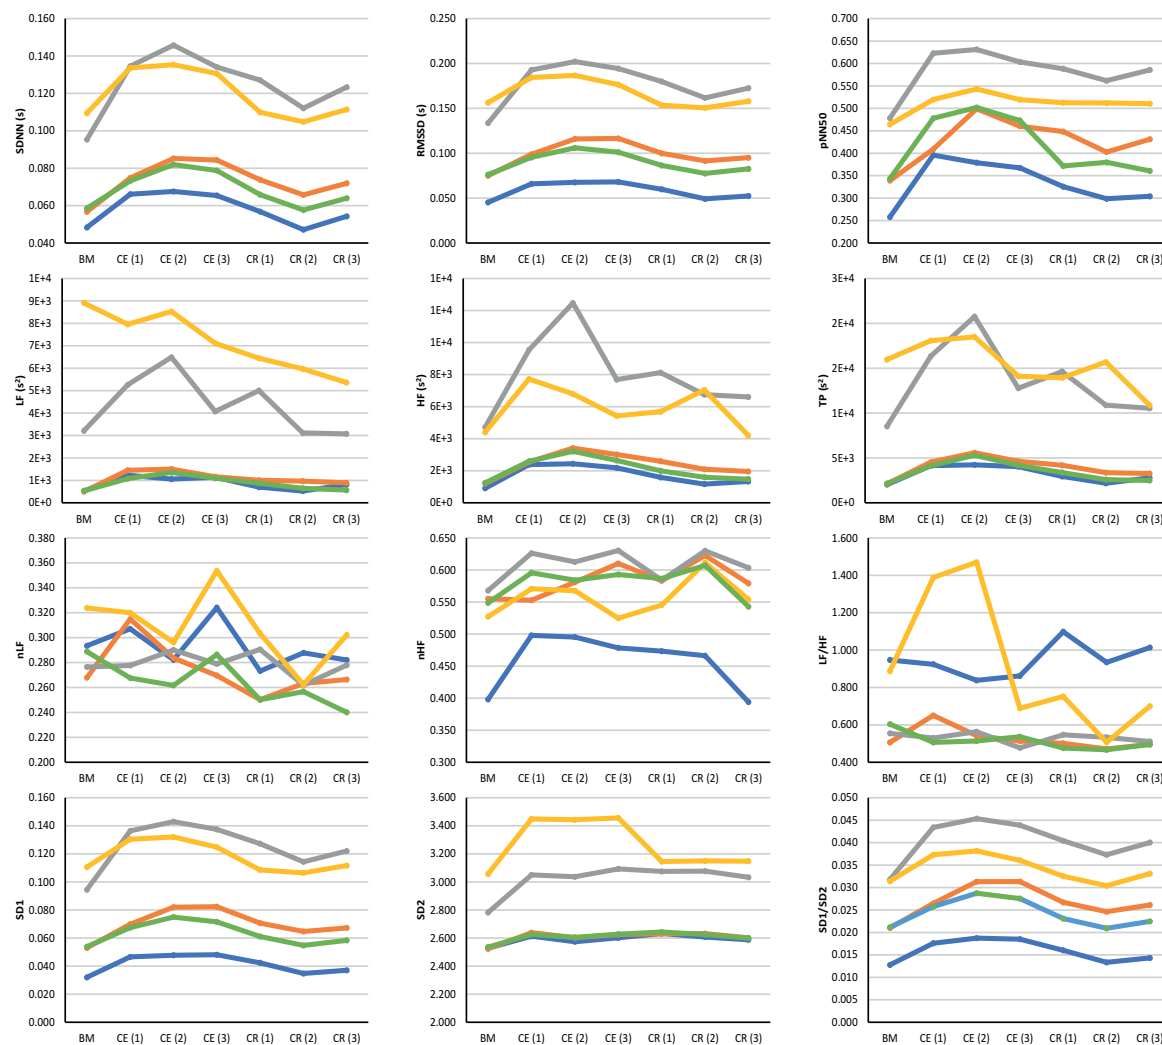 SDNN (s)
0.160
0.140
0.120
0.100
0.080
0.060
0.040
BM CE (1) CE (2) CE (3) CR (1) CR (2) CR (3)
RMSSD (s)
0.250
0.200
0.150
0.100
0.050
0.000
BM CE (1) CE (2) CE (3) CR (1) CR (2) CR (3)
pNN50
0.700
0.650
0.600
0.550
0.500
0.450
0.400
0.350
0.300
0.250
0.200
BM CE (1) CE (2) CE (3) CR (1) CR (2) CR (3)
LF (s²)
1E+4
9E+3
8E+3
7E+3
6E+3
5E+3
4E+3
3E+3
2E+3
1E+3
0E+0
BM CE (1) CE (2) CE (3) CR (1) CR (2) CR (3)
HF (s²)
1E+4
1E+4
1E+4
8E+3
6E+3
4E+3
2E+3
0E+0
BM CE (1) CE (2) CE (3) CR (1) CR (2) CR (3)
TP (s²)
3E+4
2E+4
2E+4
1E+4
5E+3
0E+0
BM CE (1) CE (2) CE (3) CR (1) CR (2) CR (3)
nLF
0.380
0.360
0.340
0.320
0.300
0.280
0.260
0.240
0.220
0.200
BM CE (1) CE (2) CE (3) CR (1) CR (2) CR (3)
nHF
0.650
0.600
0.550
0.500
0.450
0.400
0.350
0.300
BM CE (1) CE (2) CE (3) CR (1) CR (2) CR (3)
LF/HF
1.600
1.400
1.200
1.000
0.800
0.600
0.400
BM CE (1) CE (2) CE (3) CR (1) CR (2) CR (3)
SD1
0.160
0.140
0.120
0.100
0.080
0.060
0.040
0.020
0.000
BM CE (1) CE (2) CE (3) CR (1) CR (2) CR (3)
SD2
3.600
3.400
3.200
3.000
2.800
2.600
2.400
2.200
2.000
BM CE (1) CE (2) CE (3) CR (1) CR (2) CR (3)
SD1/SD2
0.050
0.045
0.040
0.035
0.030
0.025
0.020
0.015
0.010
0.005
0.000
BM CE (1) CE (2) CE (3) CR (1) CR (2) CR (3)